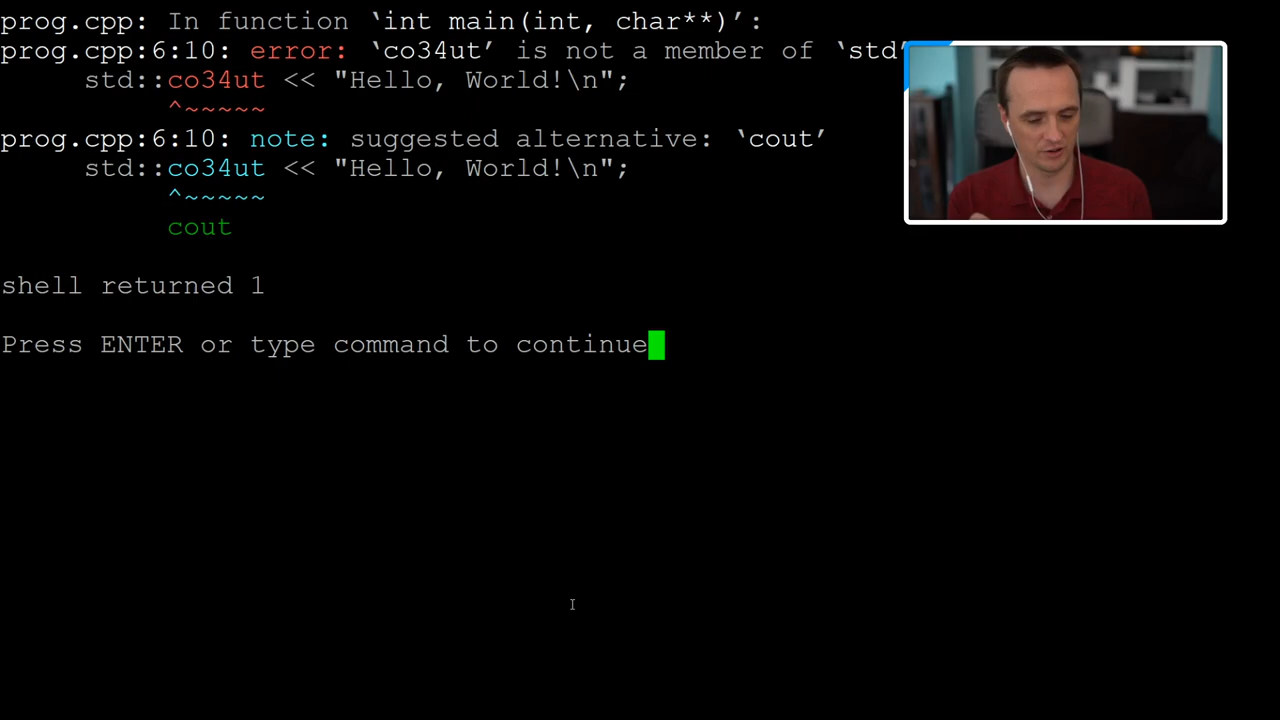 prog.cpp: In function ‘int main(int, char**)’:
prog.cpp:6:10: error: ‘co34ut’ is not a member of ‘std’
     std::co34ut << "Hello, World!\n";
          ^~~~~~
prog.cpp:6:10: note: suggested alternative: ‘cout’
     std::co34ut << "Hello, World!\n";
          ^~~~~~
          cout
shell returned 1
Press ENTER or type command to continue